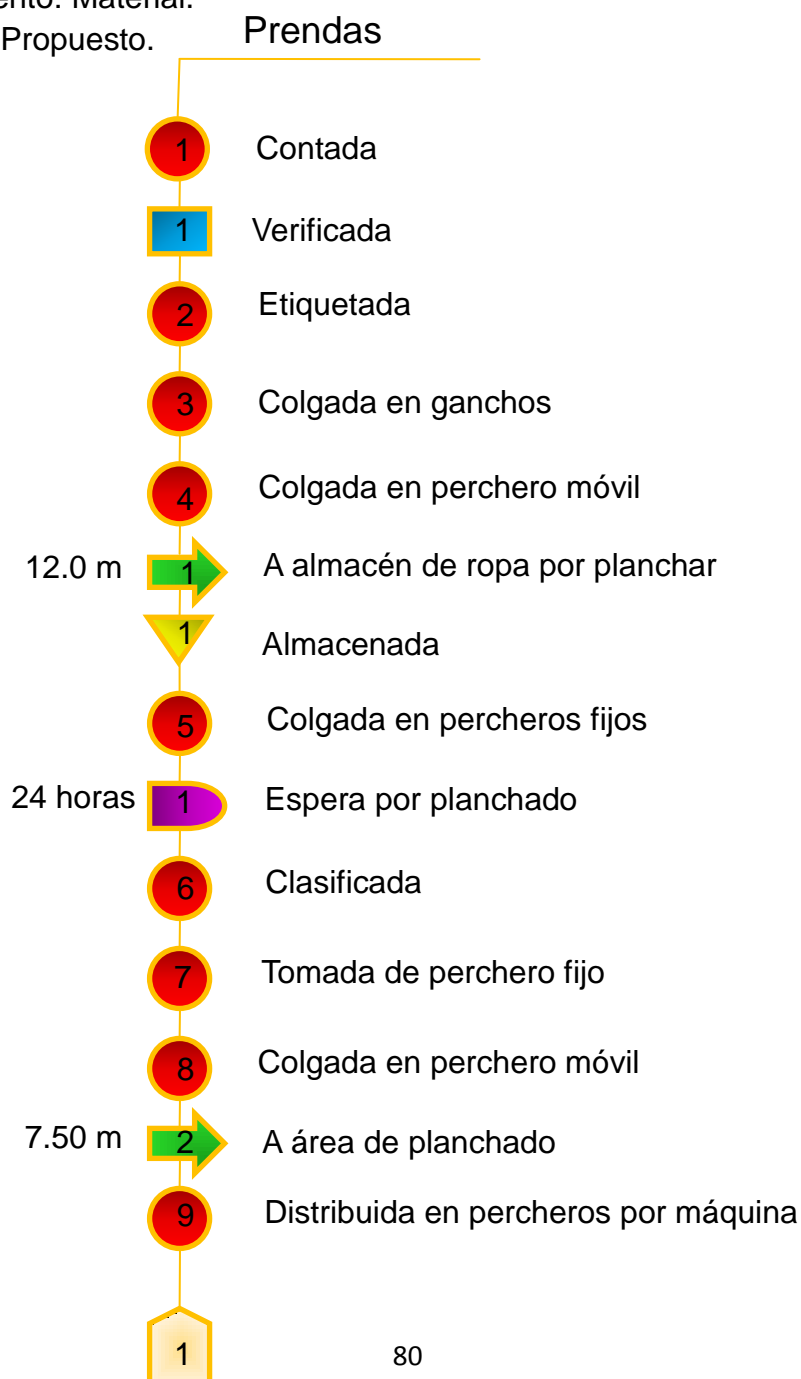 Material.
Propuesto.
Prendas
1 Contada
1 Verificada
2 Etiquetada
3 Colgada en ganchos
4 Colgada en perchero móvil
12.0 m 1 A almacén de ropa por planchar
1 Almacenada
5 Colgada en percheros fijos
24 horas 1 Espera por planchado
6 Clasificada
7 Tomada de perchero fijo
8 Colgada en perchero móvil
7.50 m 2 A área de planchado
9 Distribuida en percheros por máquina
1
80